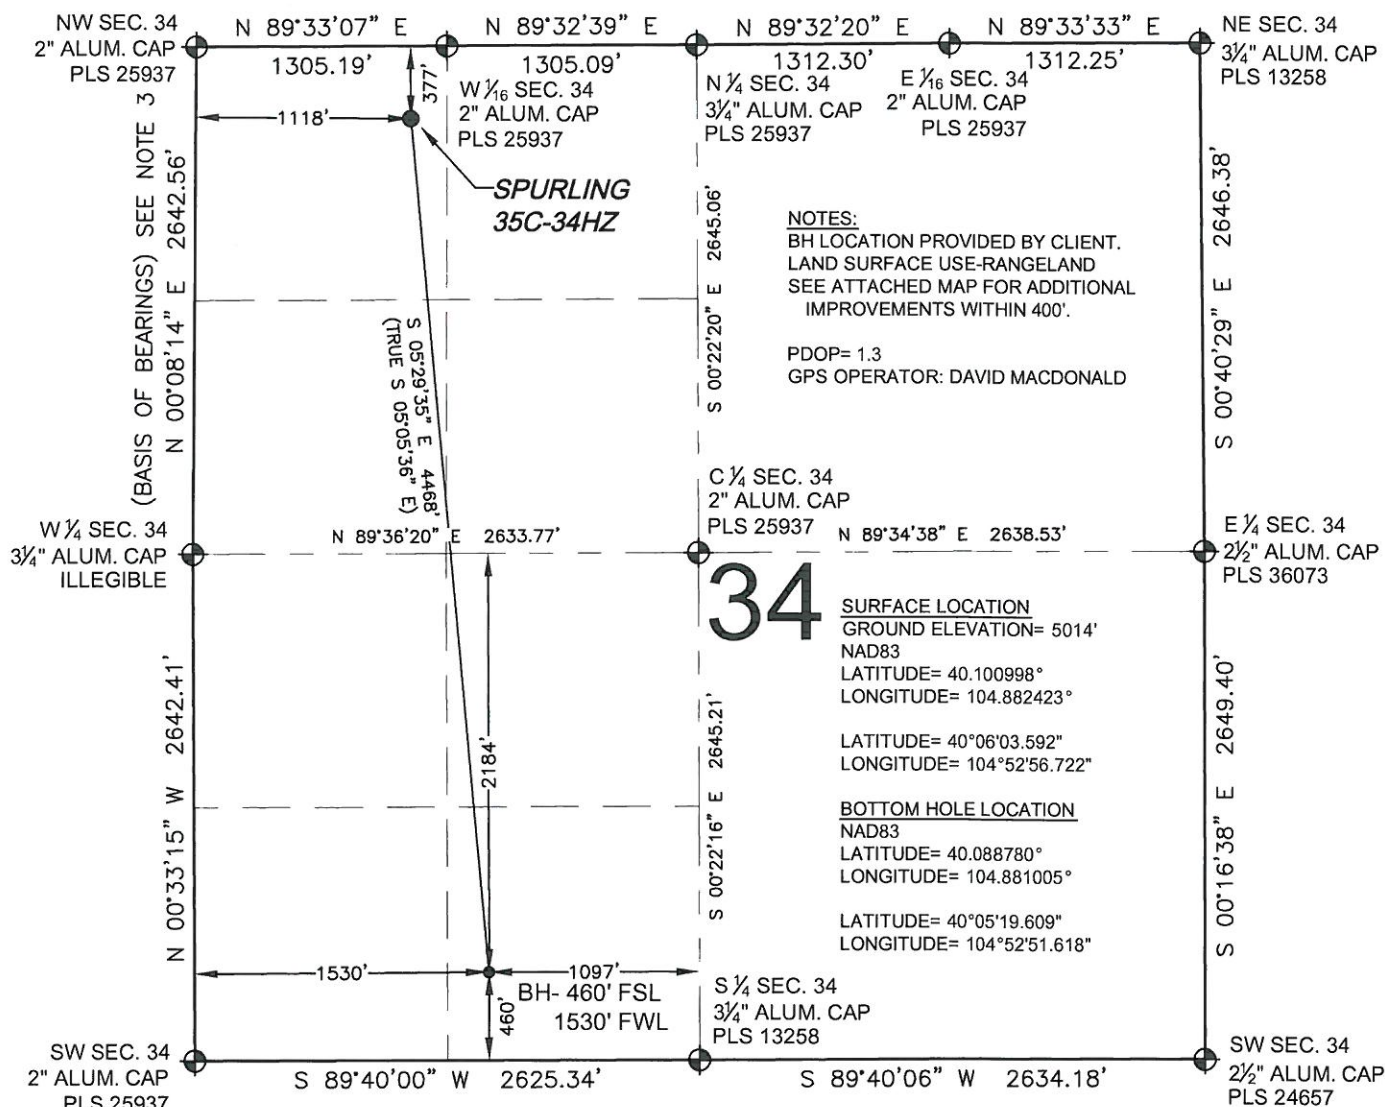 NW SEC. 34
2" ALUM. CAP
PLS 25937
N 89°33'07" E
1305.19'
N 89°32'39" E
1305.09'
N 89°32'20" E
1312.30'
N 89°33'33" E
1312.25'
NE SEC. 34
3¼" ALUM. CAP
PLS 13258
W 1/16 SEC. 34
2" ALUM. CAP
PLS 25937
N ¼ SEC. 34
3¼" ALUM. CAP
PLS 25937
E 1/16 SEC. 34
2" ALUM. CAP
PLS 25937
377'
1118'
SPURLING
35C-34HZ
(BASIS OF BEARINGS) SEE NOTE 3
N 00°08'14" E 2642.56'
S 00°22'20" E 2645.06'
S 00°40'29" E 2646.38'
NOTES:
BH LOCATION PROVIDED BY CLIENT.
LAND SURFACE USE-RANGELAND
SEE ATTACHED MAP FOR ADDITIONAL
IMPROVEMENTS WITHIN 400'.
PDOP= 1.3
GPS OPERATOR: DAVID MACDONALD
S 05°29'35" E 4468'
(TRUE S 05°05'36" E)
W ¼ SEC. 34
3¼" ALUM. CAP
ILLEGIBLE
N 89°36'20" E 2633.77'
C ¼ SEC. 34
2" ALUM. CAP
PLS 25937
N 89°34'38" E 2638.53'
E ¼ SEC. 34
2½" ALUM. CAP
PLS 36073
34
SURFACE LOCATION
GROUND ELEVATION= 5014'
NAD83
LATITUDE= 40.100998°
LONGITUDE= 104.882423°
LATITUDE= 40°06'03.592"
LONGITUDE= 104°52'56.722"
BOTTOM HOLE LOCATION
NAD83
LATITUDE= 40.088780°
LONGITUDE= 104.881005°
LATITUDE= 40°05'19.609"
LONGITUDE= 104°52'51.618"
N 00°33'15" W 2642.41'
2184'
S 00°22'16" E 2645.21'
S 00°16'38" E 2649.40'
1530'
1097'
460'
BH- 460' FSL
1530' FWL
S ¼ SEC. 34
3¼" ALUM. CAP
PLS 13258
SW SEC. 34
2" ALUM. CAP
PLS 25937
S 89°40'00" W 2625.34'
S 89°40'06" W 2634.18'
SW SEC. 34
2½" ALUM. CAP
PLS 24657